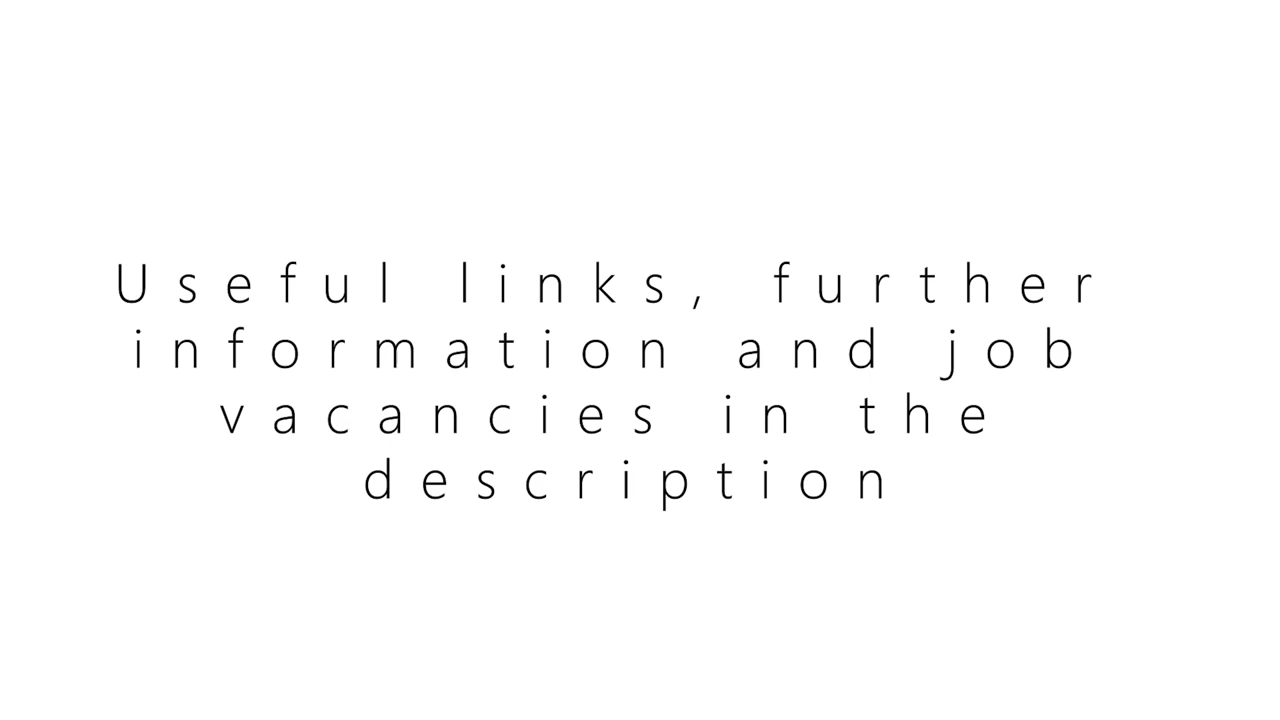 Useful links, further
information and job
vacancies in the
description